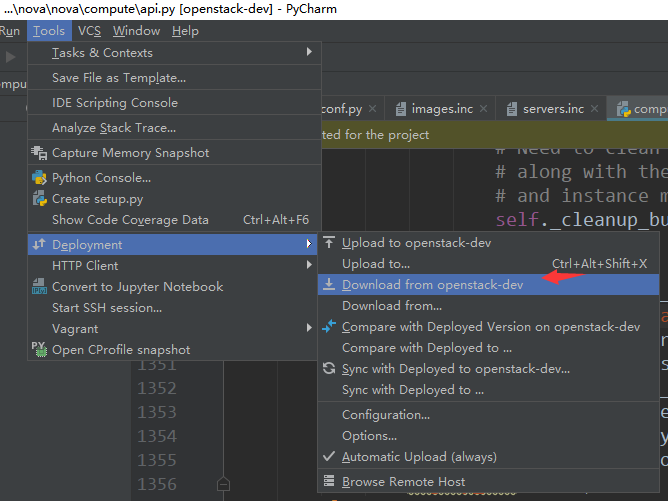 ...\nova\nova\compute\api.py [openstack-dev] - PyCharm
Run Tools VCS Window Help
Tasks & Contexts
Save File as Template...
IDE Scripting Console
Analyze Stack Trace...
Capture Memory Snapshot
Python Console...
Create setup.py
Show Code Coverage Data Ctrl+Alt+F6
Deployment
HTTP Client
Convert to Jupyter Notebook
Start SSH session...
Vagrant
Open CProfile snapshot
conf.py images.inc servers.inc comp
ted for the project
# Need to clean
# along with the
# and instance m
self._cleanup_bu
Upload to openstack-dev
Upload to... Ctrl+Alt+Shift+X
Download from openstack-dev
Download from...
Compare with Deployed Version on openstack-dev
Compare with Deployed to ...
Sync with Deployed to openstack-dev...
Sync with Deployed to ...
Configuration...
Options...
Automatic Upload (always)
Browse Remote Host
1351
1352
1353
1354
1355
1356